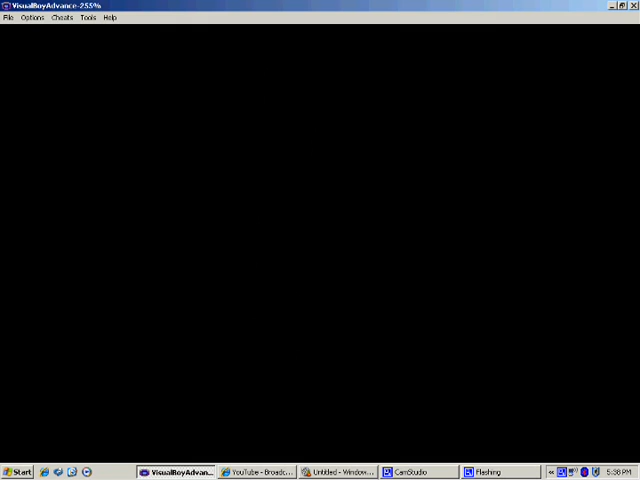 VisualBoyAdvance-255%
File Options Cheats Tools Help
Start VisualBoyAdvan... YouTube - Broadc... Untitled - Window... CamStudio Flashing « 5:38 PM